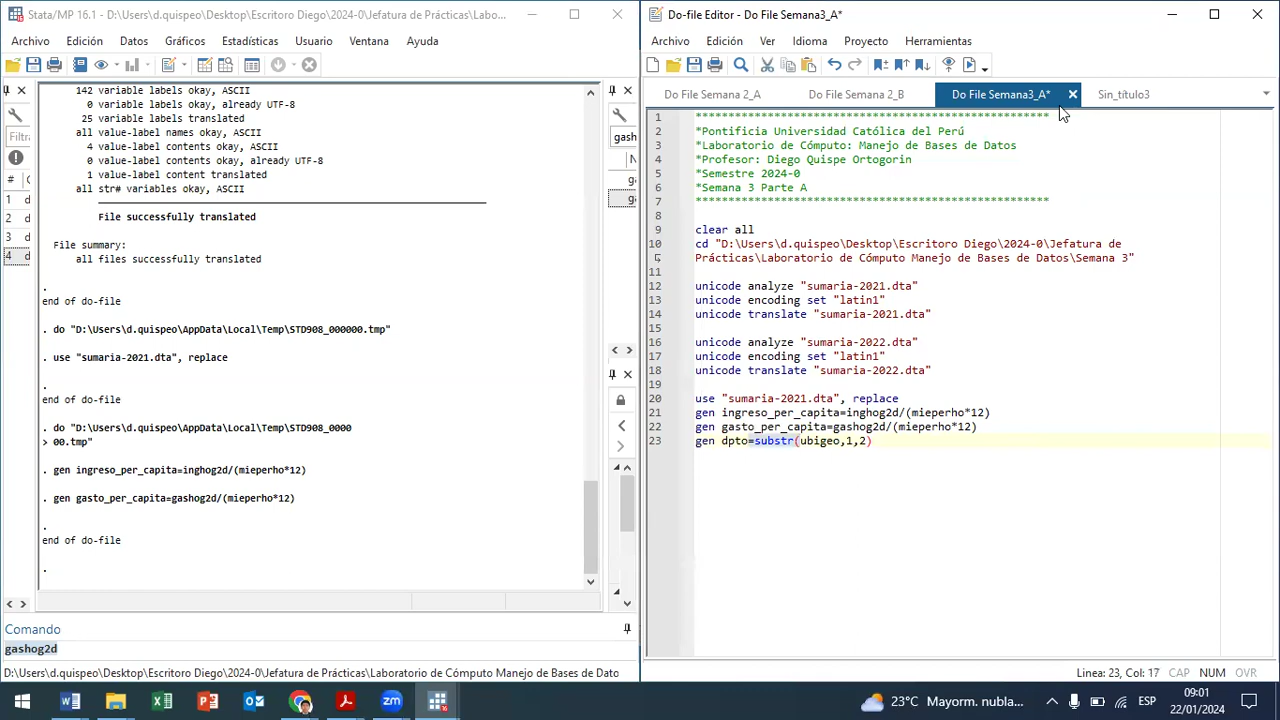 Stata/MP 16.1 - D:\Users\d.quispeo\Desktop\Escritoro Diego\2024-0\Jefatura de Prácticas\Labo...
Archivo Edición Datos Gráficos Estadísticas Usuario Ventana Ayuda
Filtra
#
1 d
2 d
3 d
4 d
142 variable labels okay, ASCII
0 variable labels okay, already UTF-8
25 variable labels translated
all value-label names okay, ASCII
4 value-label contents okay, ASCII
0 value-label contents okay, already UTF-8
1 value-label content translated
all str# variables okay, ASCII
File successfully translated
File summary:
all files successfully translated
.
end of do-file
. do "D:\Users\d.quispeo\AppData\Local\Temp\STD908_000000.tmp"
. use "sumaria-2021.dta", replace
.
end of do-file
. do "D:\Users\d.quispeo\AppData\Local\Temp\STD908_0000
> 00.tmp"
. gen ingreso_per_capita=inghog2d/(mieperho*12)
. gen gasto_per_capita=gashog2d/(mieperho*12)
.
end of do-file
.
gash
N
ga
ga
Comando
gashog2d
D:\Users\d.quispeo\Desktop\Escritoro Diego\2024-0\Jefatura de Prácticas\Laboratorio de Cómputo Manejo de Bases de Dato
Do-file Editor - Do File Semana3_A*
Archivo Edición Ver Idioma Proyecto Herramientas
Do File Semana 2_A Do File Semana 2_B Do File Semana3_A* Sin_título3
1 ***************************************************
2 *Pontificia Universidad Católica del Perú
3 *Laboratorio de Cómputo: Manejo de Bases de Datos
4 *Profesor: Diego Quispe Ortogorin
5 *Semestre 2024-0
6 *Semana 3 Parte A
7 ***************************************************
8
9 clear all
10 cd "D:\Users\d.quispeo\Desktop\Escritoro Diego\2024-0\Jefatura de
Prácticas\Laboratorio de Cómputo Manejo de Bases de Datos\Semana 3"
11
12 unicode analyze "sumaria-2021.dta"
13 unicode encoding set "latin1"
14 unicode translate "sumaria-2021.dta"
15
16 unicode analyze "sumaria-2022.dta"
17 unicode encoding set "latin1"
18 unicode translate "sumaria-2022.dta"
19
20 use "sumaria-2021.dta", replace
21 gen ingreso_per_capita=inghog2d/(mieperho*12)
22 gen gasto_per_capita=gashog2d/(mieperho*12)
23 gen dpto=substr(ubigeo,1,2)
Linea: 23, Col: 17 CAP NUM OVR
23°C Mayorm. nubla... ESP
09:01
22/01/2024